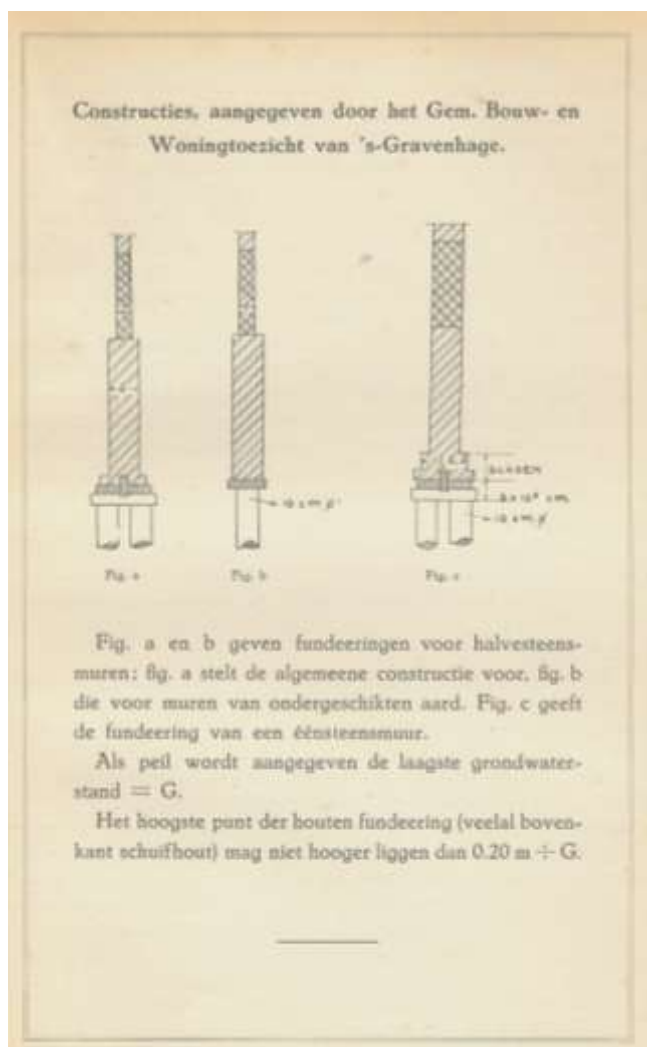 Constructies, aangegeven door het Gem. Bouw- en
Woningtoezicht van 's-Gravenhage.
Fig. a
Fig. b
Fig. c
Fig. a en b geven fundeeringen voor halvesteens-
muren; fig. a stelt de algemeene constructie voor, fig. b
die voor muren van ondergeschikten aard. Fig. c geeft
de fundeering van een éénsteensmuur.
Als peil wordt aangegeven de laagste grondwater-
stand = G.
Het hoogste punt der houten fundeering (veelal boven-
kant schuifhout) mag niet hooger liggen dan 0.20 m ÷ G.